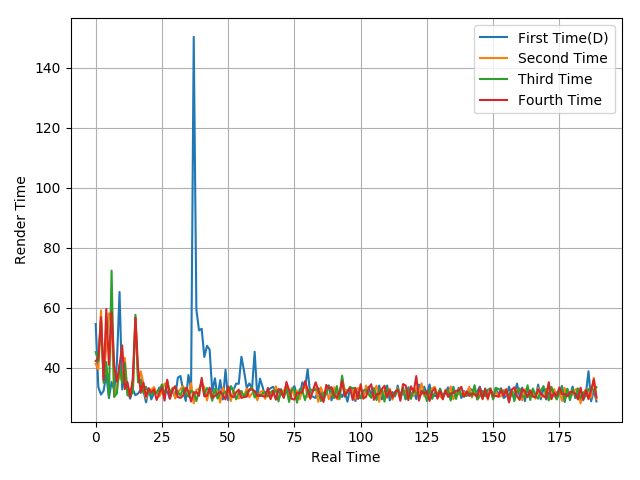 First Time(D)
Second Time
Third Time
Fourth Time
140
120
100
80
60
40
Render Time
0 25 50 75 100 125 150 175
Real Time